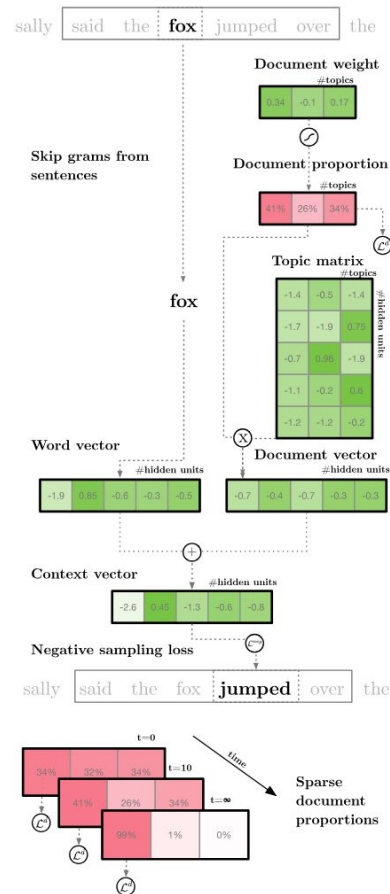 sally said the fox jumped over the
Document weight
#topics
0.34 -0.1 0.17
Skip grams from
sentences
Document proportion
#topics
41% 26% 34%
ℒᵈ
Topic matrix
#topics
#hidden units
-1.4 -0.5 -1.4
-1.7 -1.9 0.75
-0.7 0.96 -1.9
-1.1 -0.2 0.6
-1.2 -1.2 -0.2
fox
X
Word vector
#hidden units
-1.9 0.85 -0.6 -0.3 -0.5
Document vector
#hidden units
-0.7 -0.4 -0.7 -0.3 -0.3
+
Context vector
#hidden units
-2.6 0.45 -1.3 -0.6 -0.8
Negative sampling loss
sally said the fox jumped over the
t=0
34% 32% 34%
t=10
41% 26% 34%
t=∞
99% 1% 0%
ℒᵈ
ℒᵈ
ℒᵈ
time
Sparse
document
proportions